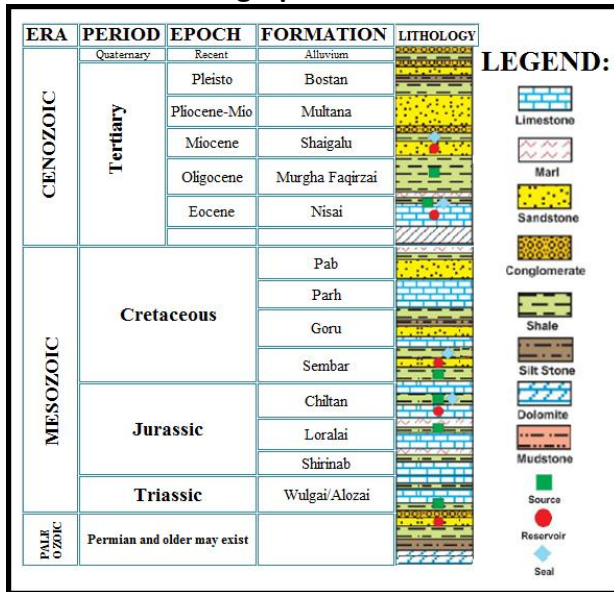 ERA PERIOD EPOCH FORMATION LITHOLOGY
CENOZOIC
Quaternary Recent Alluvium
Tertiary
Pleisto Bostan
Pliocene-Mio Multana
Miocene Shaigalu
Oligocene Murgha Faqirzai
Eocene Nisai
MESOZOIC
Cretaceous
Pab
Parh
Goru
Sembar
Jurassic
Chiltan
Loralai
Shirinab
Triassic Wulgai/Alozai
PALE
OZOIC
Permian and older may exist
LEGEND:
Limestone
Marl
Sandstone
Conglomerate
Shale
Silt Stone
Dolomite
Mudstone
Source
Reservoir
Seal